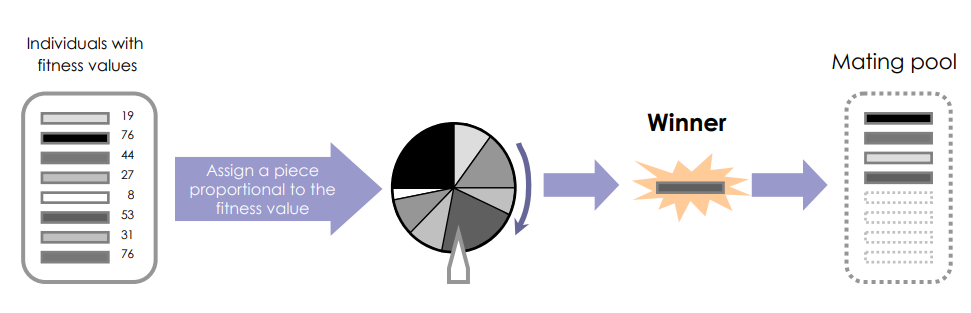 Individuals with
fitness values
19
76
44
27
8
53
31
76
Assign a piece
proportional to the
fitness value
Winner
Mating pool